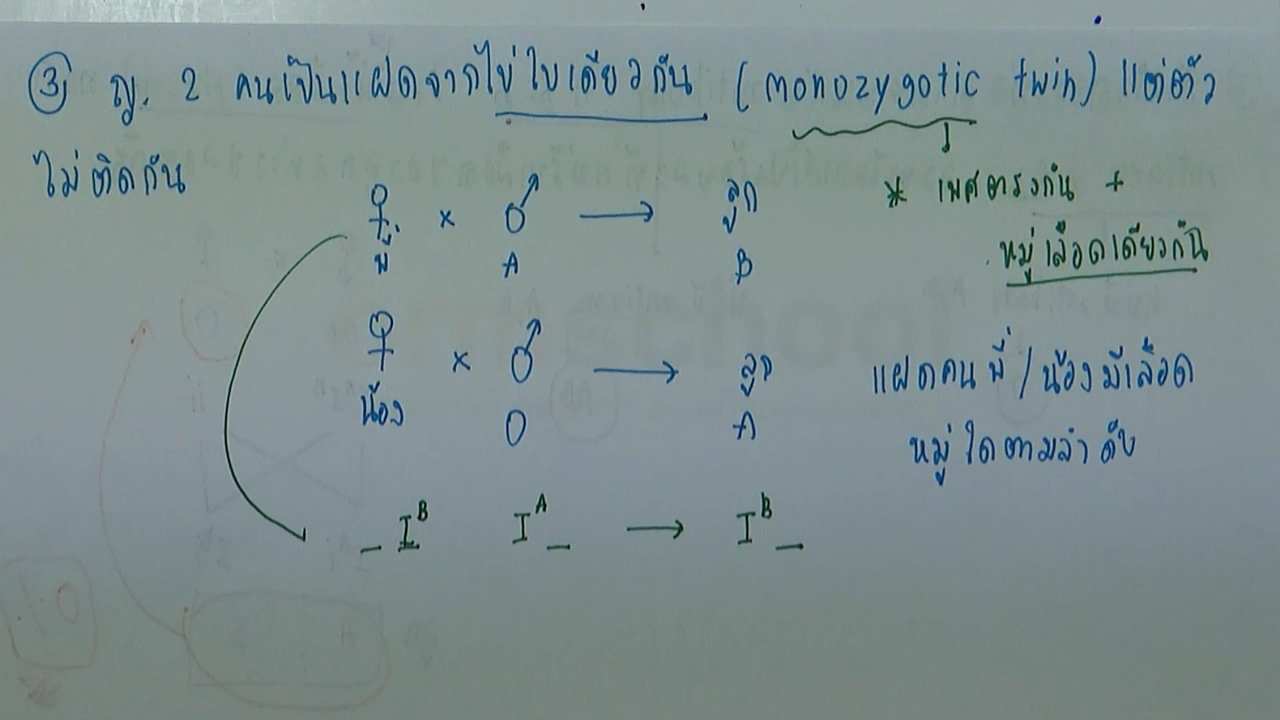 ③ ญ. 2 คนเป็นแฝดจากไข่ใบเดียวกัน (monozygotic twin) แต่ตัว
ไม่ติดกัน
♀ × ♂ → ลูก
พี่ A B
* เพศตรงกัน +
หมู่เลือดเดียวกัน
♀ × ♂ → ลูก
น้อง O A
แฝดคนพี่/น้องมีเลือด
หมู่ใดตามลำดับ
_ Iᴮ Iᴬ _ → Iᴮ _